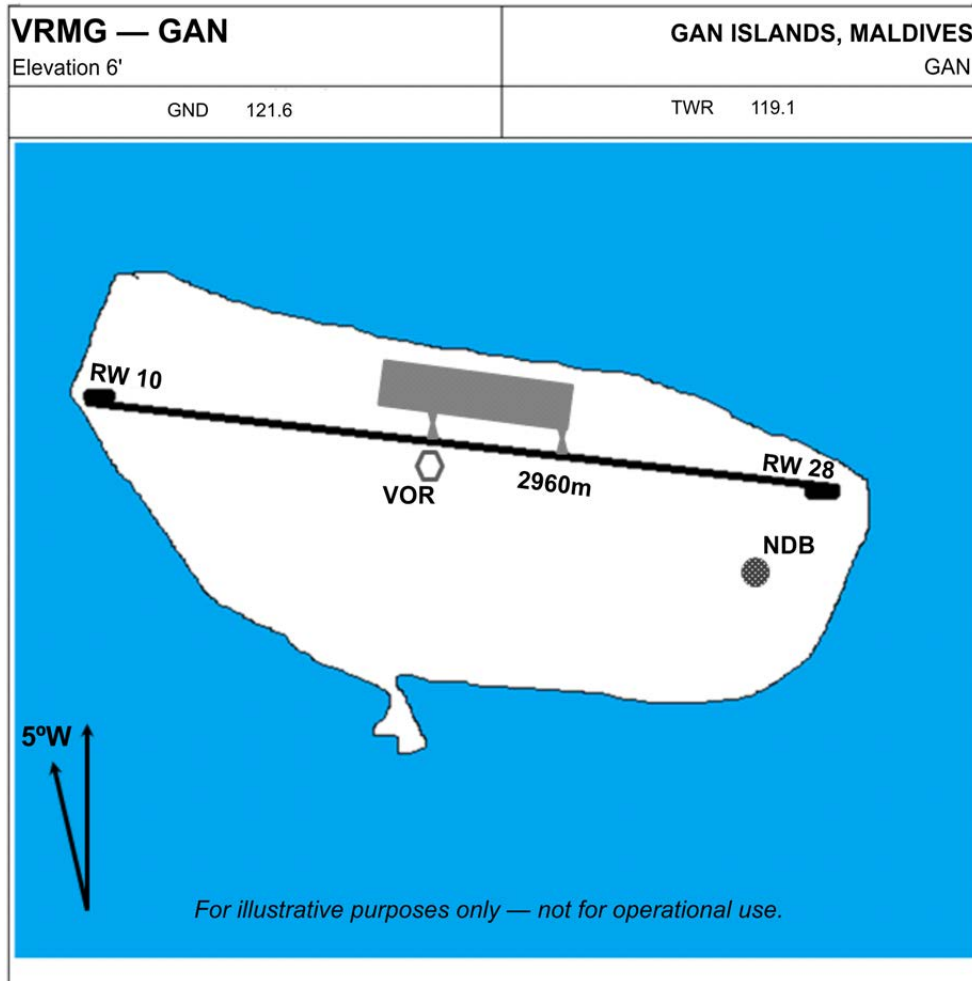 VRMG — GAN
Elevation 6'
GAN ISLANDS, MALDIVES
GAN
GND 121.6
TWR 119.1
RW 10
RW 28
2960m
VOR
NDB
5ºW
For illustrative purposes only — not for operational use.